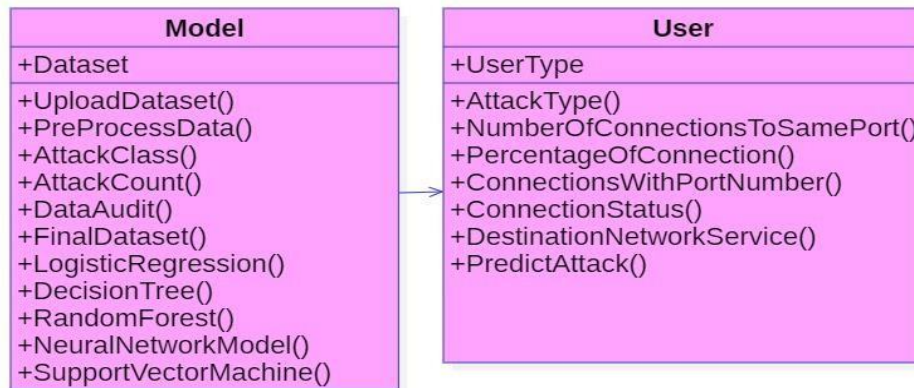 Model
+Dataset
+UploadDataset()
+PreProcessData()
+AttackClass()
+AttackCount()
+DataAudit()
+FinalDataset()
+LogisticRegression()
+DecisionTree()
+RandomForest()
+NeuralNetworkModel()
+SupportVectorMachine()
User
+UserType
+AttackType()
+NumberOfConnectionsToSamePort()
+PercentageOfConnection()
+ConnectionsWithPortNumber()
+ConnectionStatus()
+DestinationNetworkService()
+PredictAttack()